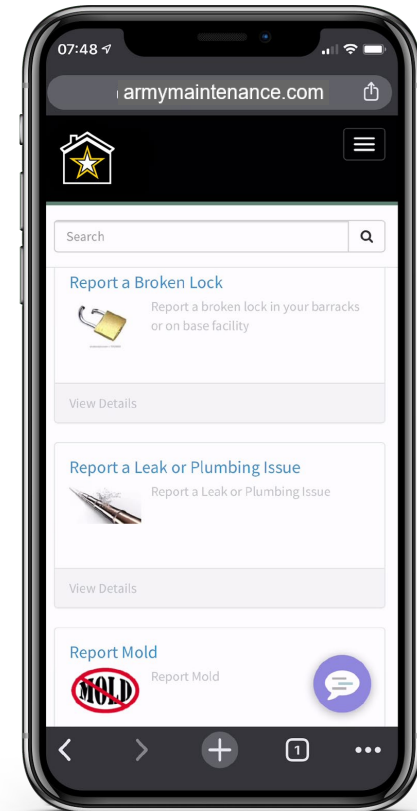 07:48
armymaintenance.com
Search
Report a Broken Lock
Report a broken lock in your barracks
or on base facility
View Details
Report a Leak or Plumbing Issue
Report a Leak or Plumbing Issue
View Details
Report Mold
MOLD
Report Mold
1